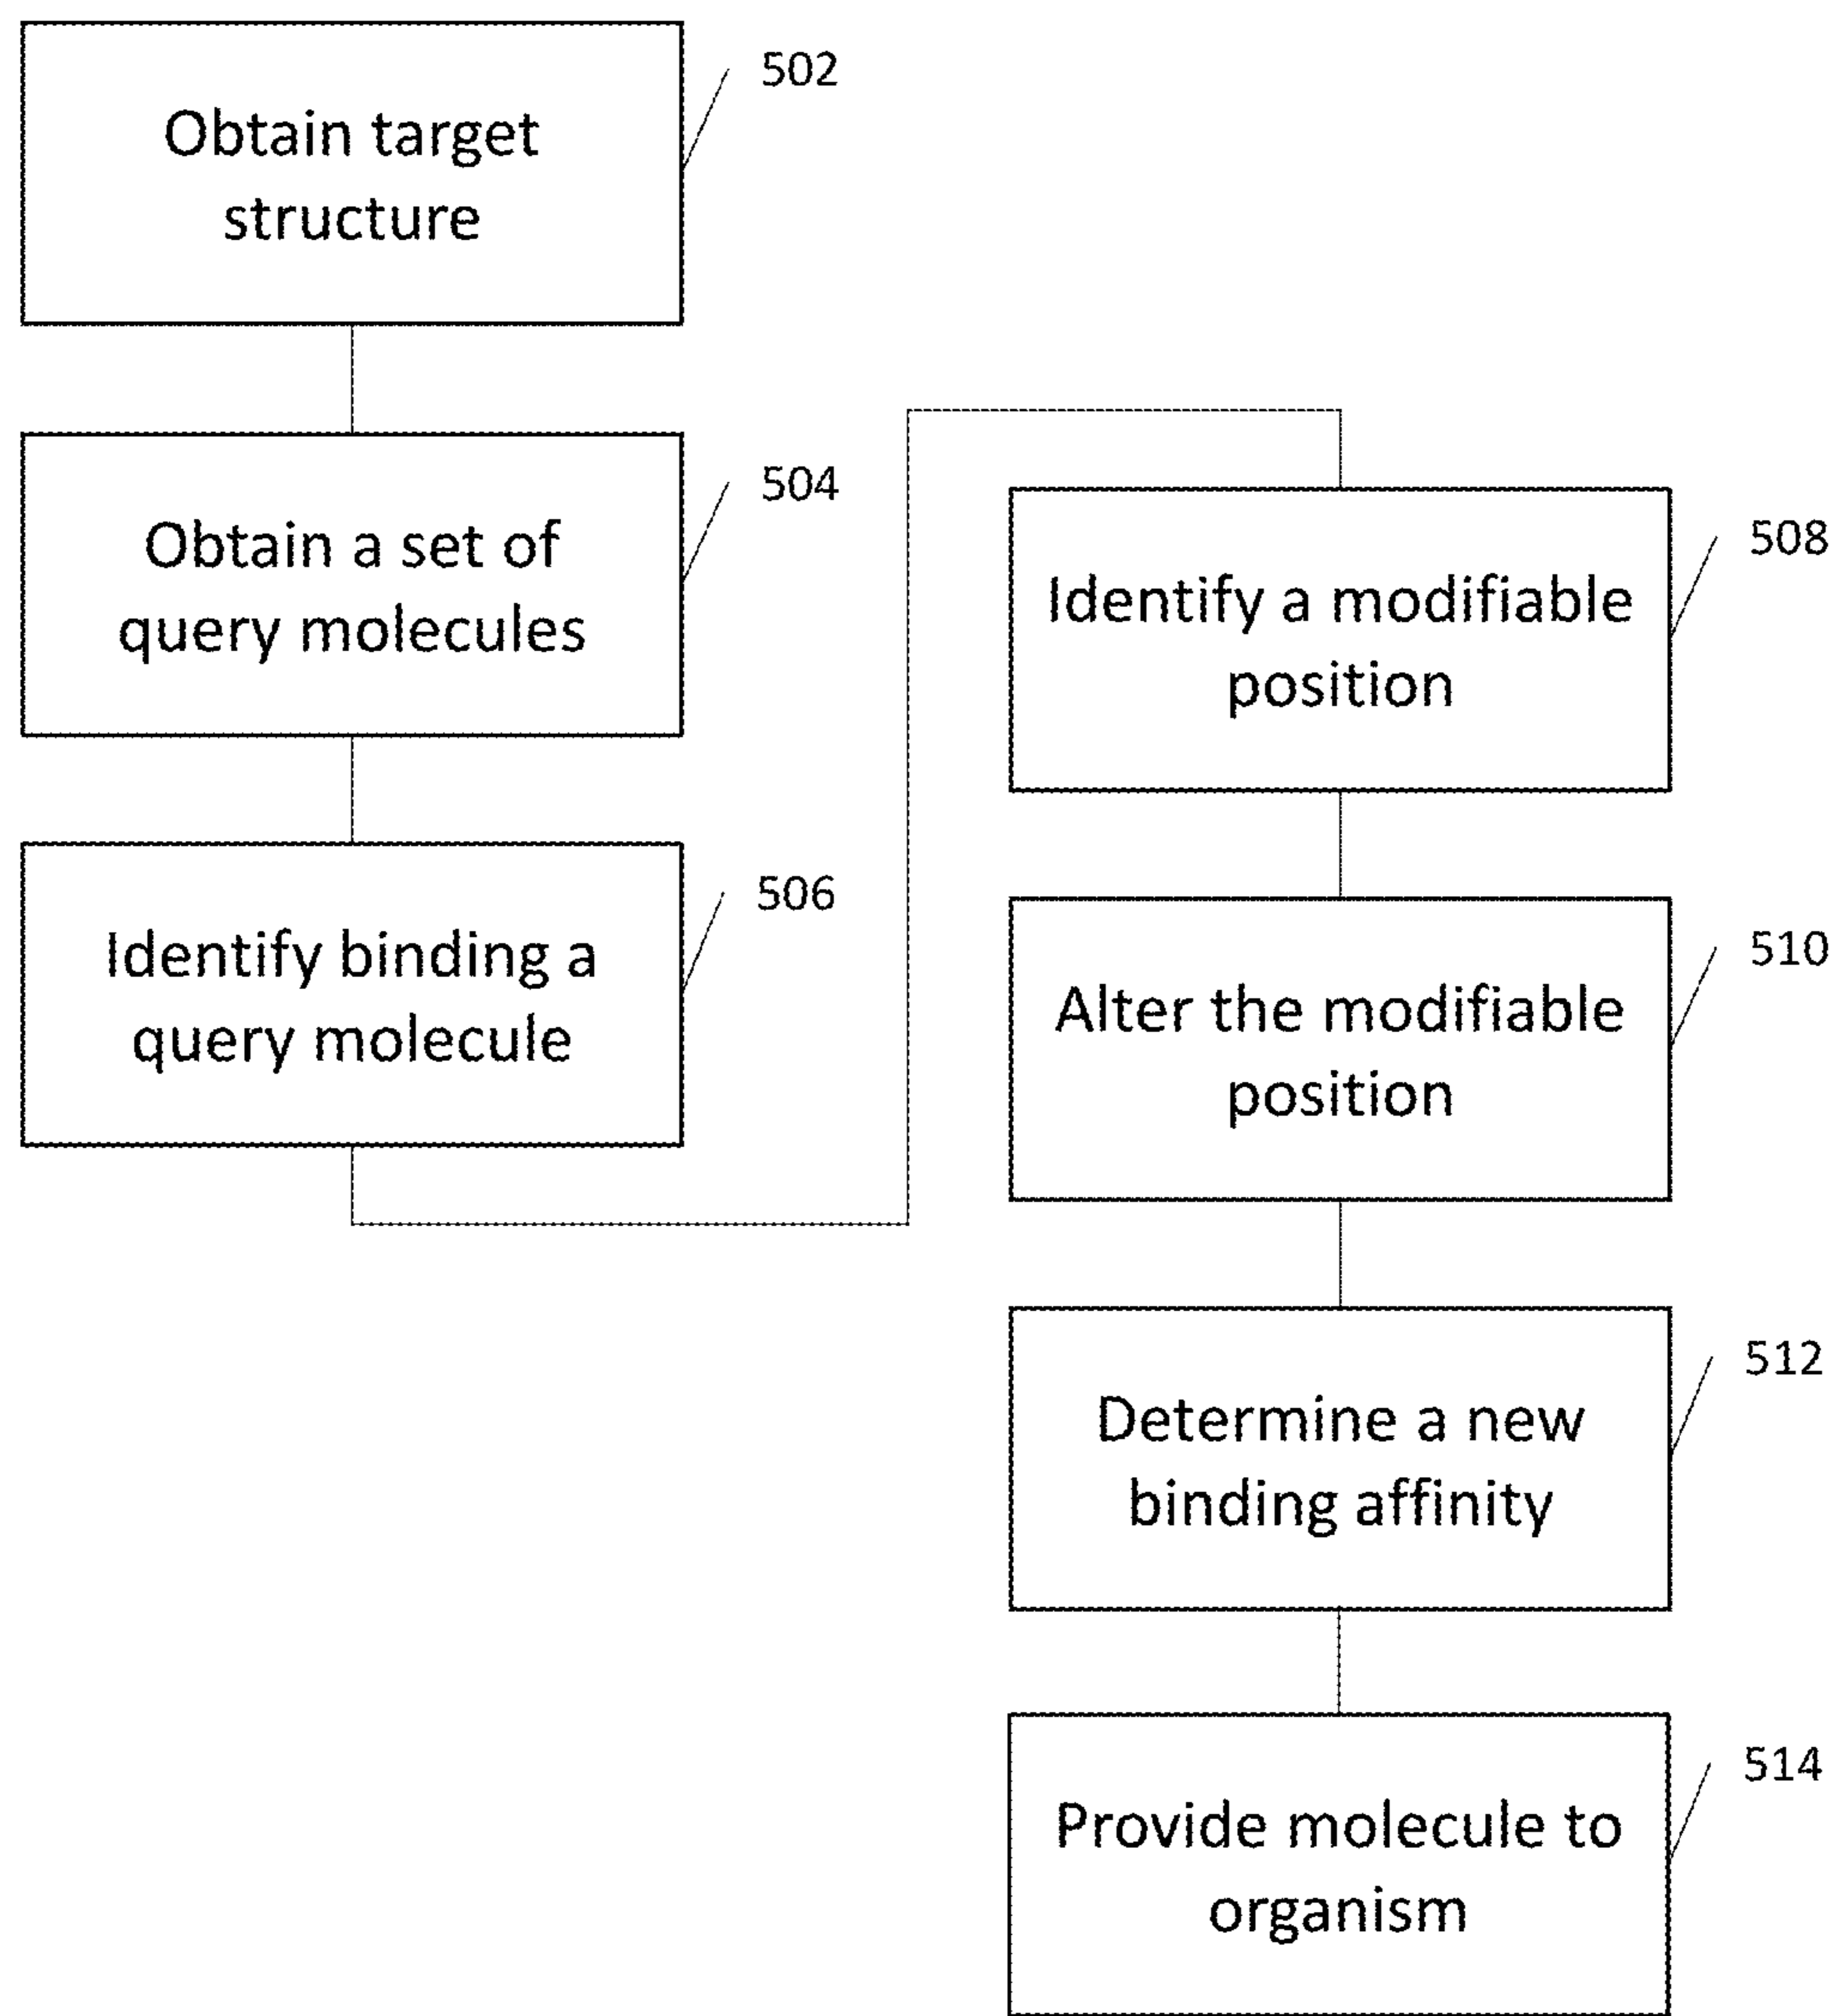 Obtain target
structure
502
Obtain a set of
query molecules
504
Identify binding a
query molecule
506
Identify a modifiable
position
508
Alter the modifiable
position
510
Determine a new
binding affinity
512
Provide molecule to
organism
514